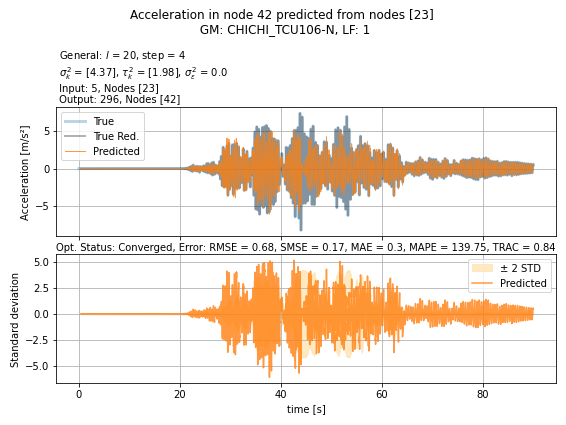 Acceleration in node 42 predicted from nodes [23]
GM: CHICHI_TCU106-N, LF: 1
General: l = 20, step = 4
σ²ₖ = [4.37], τ²ₖ = [1.98], σ²ε = 0.0
Input: 5, Nodes [23]
Output: 296, Nodes [42]
True
True Red.
Predicted
Acceleration [m/s²]
5
0
−5
Opt. Status: Converged, Error: RMSE = 0.68, SMSE = 0.17, MAE = 0.3, MAPE = 139.75, TRAC = 0.84
± 2 STD
Predicted
Standard deviation
5.0
2.5
0.0
−2.5
−5.0
0 20 40 60 80
time [s]